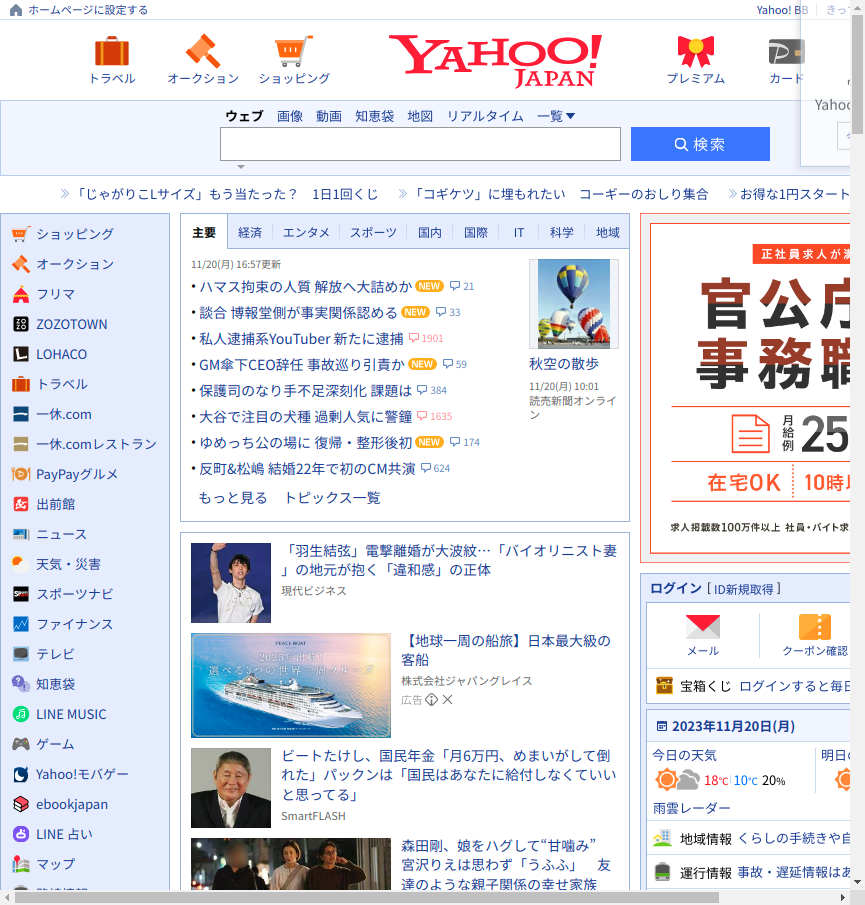 ホームページに設定する
Yahoo! BB
きっ
トラベル
オークション
ショッピング
YAHOO!
JAPAN
プレミアム
カード
Yahoo
ウェブ 画像 動画 知恵袋 地図 リアルタイム 一覧
検索
「じゃがりこLサイズ」もう当たった？ 1日1回くじ
「コギケツ」に埋もれたい コーギーのおしり集合
お得な1円スタート
ショッピング
オークション
フリマ
ZOZOTOWN
LOHACO
トラベル
一休.com
一休.comレストラン
PayPayグルメ
出前館
ニュース
天気・災害
スポーツナビ
ファイナンス
テレビ
知恵袋
LINE MUSIC
ゲーム
Yahoo!モバゲー
ebookjapan
LINE 占い
マップ
主要 経済 エンタメ スポーツ 国内 国際 IT 科学 地域
11/20(月) 16:57更新
ハマス拘束の人質 解放へ大詰めか NEW 21
談合 博報堂側が事実関係認める NEW 33
私人逮捕系YouTuber 新たに逮捕 1901
GM傘下CEO辞任 事故巡り引責か NEW 59
保護司のなり手不足深刻化 課題は 384
大谷で注目の犬種 過剰人気に警鐘 1635
ゆめっち公の場に 復帰・整形後初 NEW 174
反町&松嶋 結婚22年で初のCM共演 624
もっと見る トピックス一覧
秋空の散歩
11/20(月) 10:01
読売新聞オンライ
ン
「羽生結弦」電撃離婚が大波紋…「バイオリニスト妻
」の地元が抱く「違和感」の正体
現代ビジネス
PEACE BOAT
2025年出航！
選べる3つの世界一周クルーズ
【地球一周の船旅】日本最大級の
客船
株式会社ジャパングレイス
広告
ビートたけし、国民年金「月6万円、めまいがして倒
れた」パックンは「国民はあなたに給付しなくていい
と思ってる」
SmartFLASH
森田剛、娘をハグして“甘噛み”
宮沢りえは思わず「うふふ」 友
達のような親子関係の幸せ家族
正社員求人が満
官公庁
事務職
月給例
25
在宅OK
10時以
求人掲載数100万件以上 社員・バイト求
ログイン [ ID新規取得 ]
メール
クーポン確認
宝箱くじ ログインすると毎日
2023年11月20日(月)
今日の天気
明日の
18℃ 10℃ 20%
雨雲レーダー
地域情報 くらしの手続きや自
運行情報 事故・遅延情報はあ